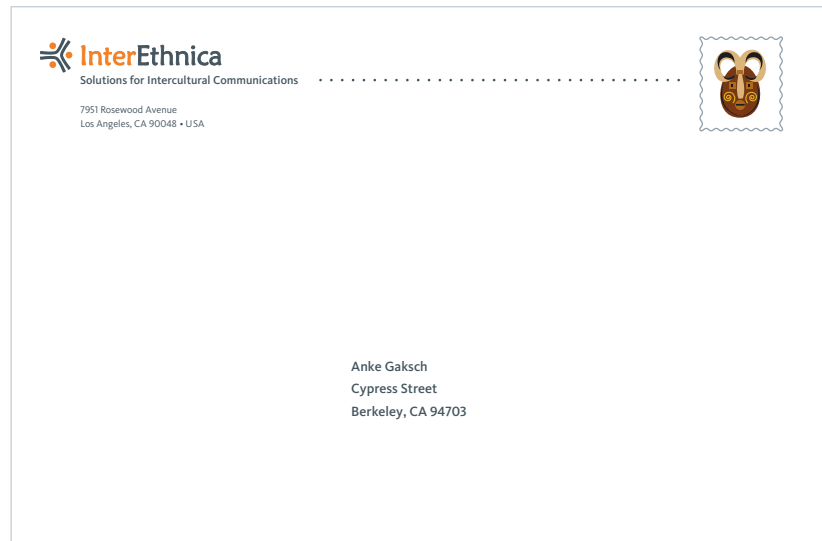 InterEthnica
Solutions for Intercultural Communications
7951 Rosewood Avenue
Los Angeles, CA 90048 • USA
Anke Gaksch
Cypress Street
Berkeley, CA 94703